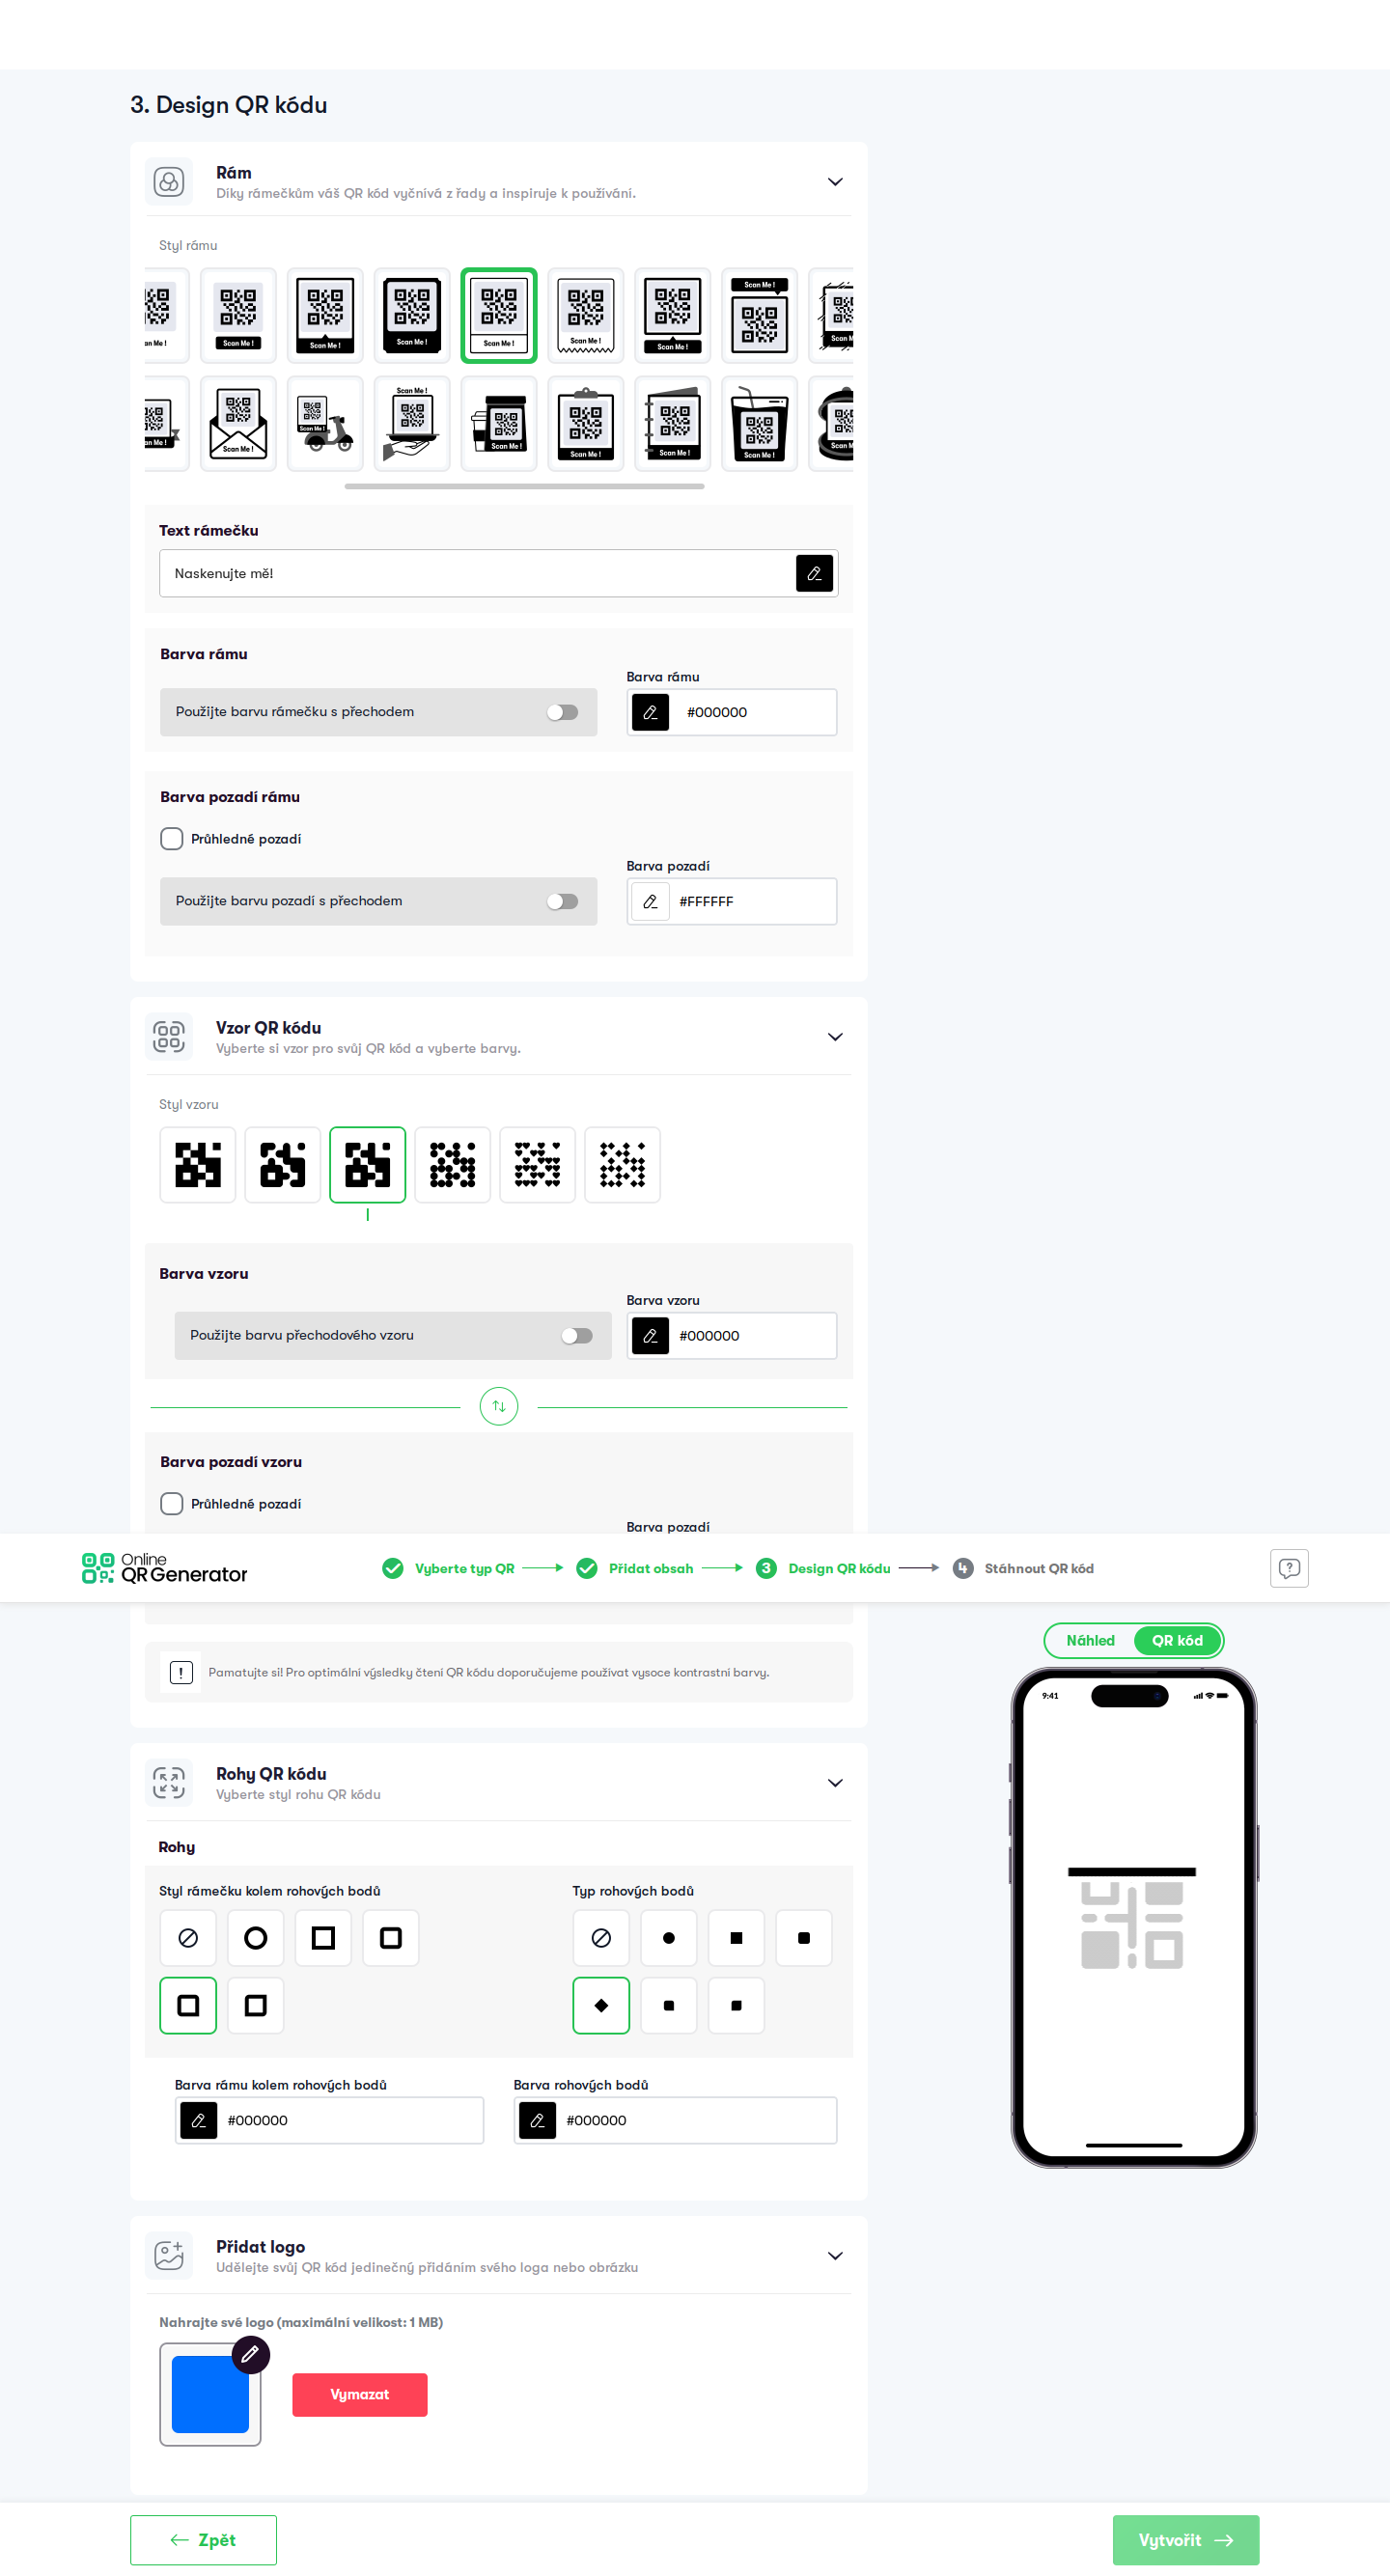 3. Design QR kódu
Rám
Díky rámečkům váš QR kód vyčnívá z řady a inspiruje k používání.
Styl rámu
an Me !
Scan Me !
Scan Me !
Scan Me !
Scan Me !
Scan Me !
Scan Me !
Scan Me !
Scan M
an Me !
Scan Me !
Scan Me !
Scan Me !
Scan Me !
Scan Me !
Scan Me !
Scan Me !
Scan M
Text rámečku
Naskenujte mě!
Barva rámu
Barva rámu
Použijte barvu rámečku s přechodem
#000000
Barva pozadí rámu
Průhledné pozadí
Barva pozadí
Použijte barvu pozadí s přechodem
#FFFFFF
Vzor QR kódu
Vyberte si vzor pro svůj QR kód a vyberte barvy.
Styl vzoru
Barva vzoru
Barva vzoru
Použijte barvu přechodového vzoru
#000000
Barva pozadí vzoru
Průhledné pozadí
Barva pozadí
Online
QR Generator
Vyberte typ QR
Přidat obsah
3 Design QR kódu
4 Stáhnout QR kód
Náhled QR kód
! Pamatujte si! Pro optimální výsledky čtení QR kódu doporučujeme používat vysoce kontrastní barvy.
9:41
Rohy QR kódu
Vyberte styl rohu QR kódu
Rohy
Styl rámečku kolem rohových bodů
Typ rohových bodů
Barva rámu kolem rohových bodů
Barva rohových bodů
#000000
#000000
Přidat logo
Udělejte svůj QR kód jedinečný přidáním svého loga nebo obrázku
Nahrajte své logo (maximální velikost: 1 MB)
Vymazat
Zpět
Vytvořit